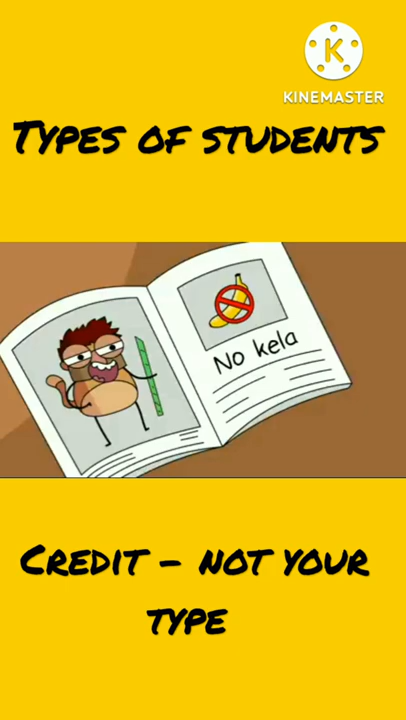 KINEMASTER
TYPES OF STUDENTS
No kela
CREDIT - NOT YOUR
TYPE